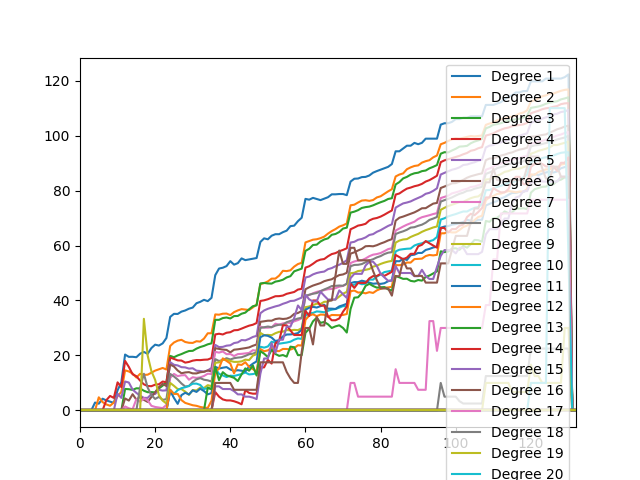 120
100
80
60
40
20
0
0
20
40
60
80
100
120
Degree 1
Degree 2
Degree 3
Degree 4
Degree 5
Degree 6
Degree 7
Degree 8
Degree 9
Degree 10
Degree 11
Degree 12
Degree 13
Degree 14
Degree 15
Degree 16
Degree 17
Degree 18
Degree 19
Degree 20